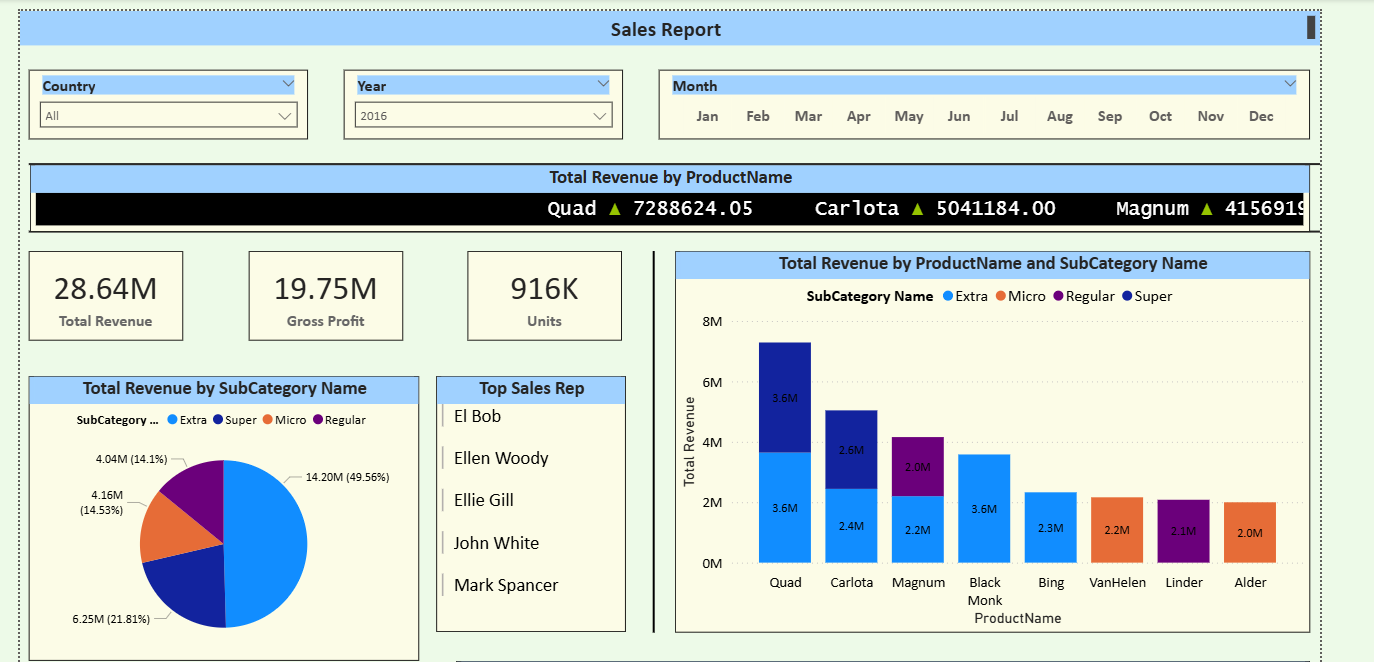 Sales Report
Country
Year
Month
All
2016
Jan Feb Mar Apr May Jun Jul Aug Sep Oct Nov Dec
Total Revenue by ProductName
Quad ▲ 7288624.05 Carlota ▲ 5041184.00 Magnum ▲ 4156919
28.64M
Total Revenue
19.75M
Gross Profit
916K
Units
Total Revenue by SubCategory Name
SubCategory ... Extra Super Micro Regular
4.04M (14.1%)
14.20M (49.56%)
4.16M
(14.53%)
6.25M (21.81%)
Top Sales Rep
El Bob
Ellen Woody
Ellie Gill
John White
Mark Spancer
Total Revenue by ProductName and SubCategory Name
SubCategory Name Extra Micro Regular Super
Total Revenue
8M
6M
4M
2M
0M
3.6M
2.6M
2.0M
3.6M
2.4M
2.2M
3.6M
2.3M
2.2M
2.1M
2.0M
Quad Carlota Magnum Black Bing VanHelen Linder Alder
Monk
ProductName